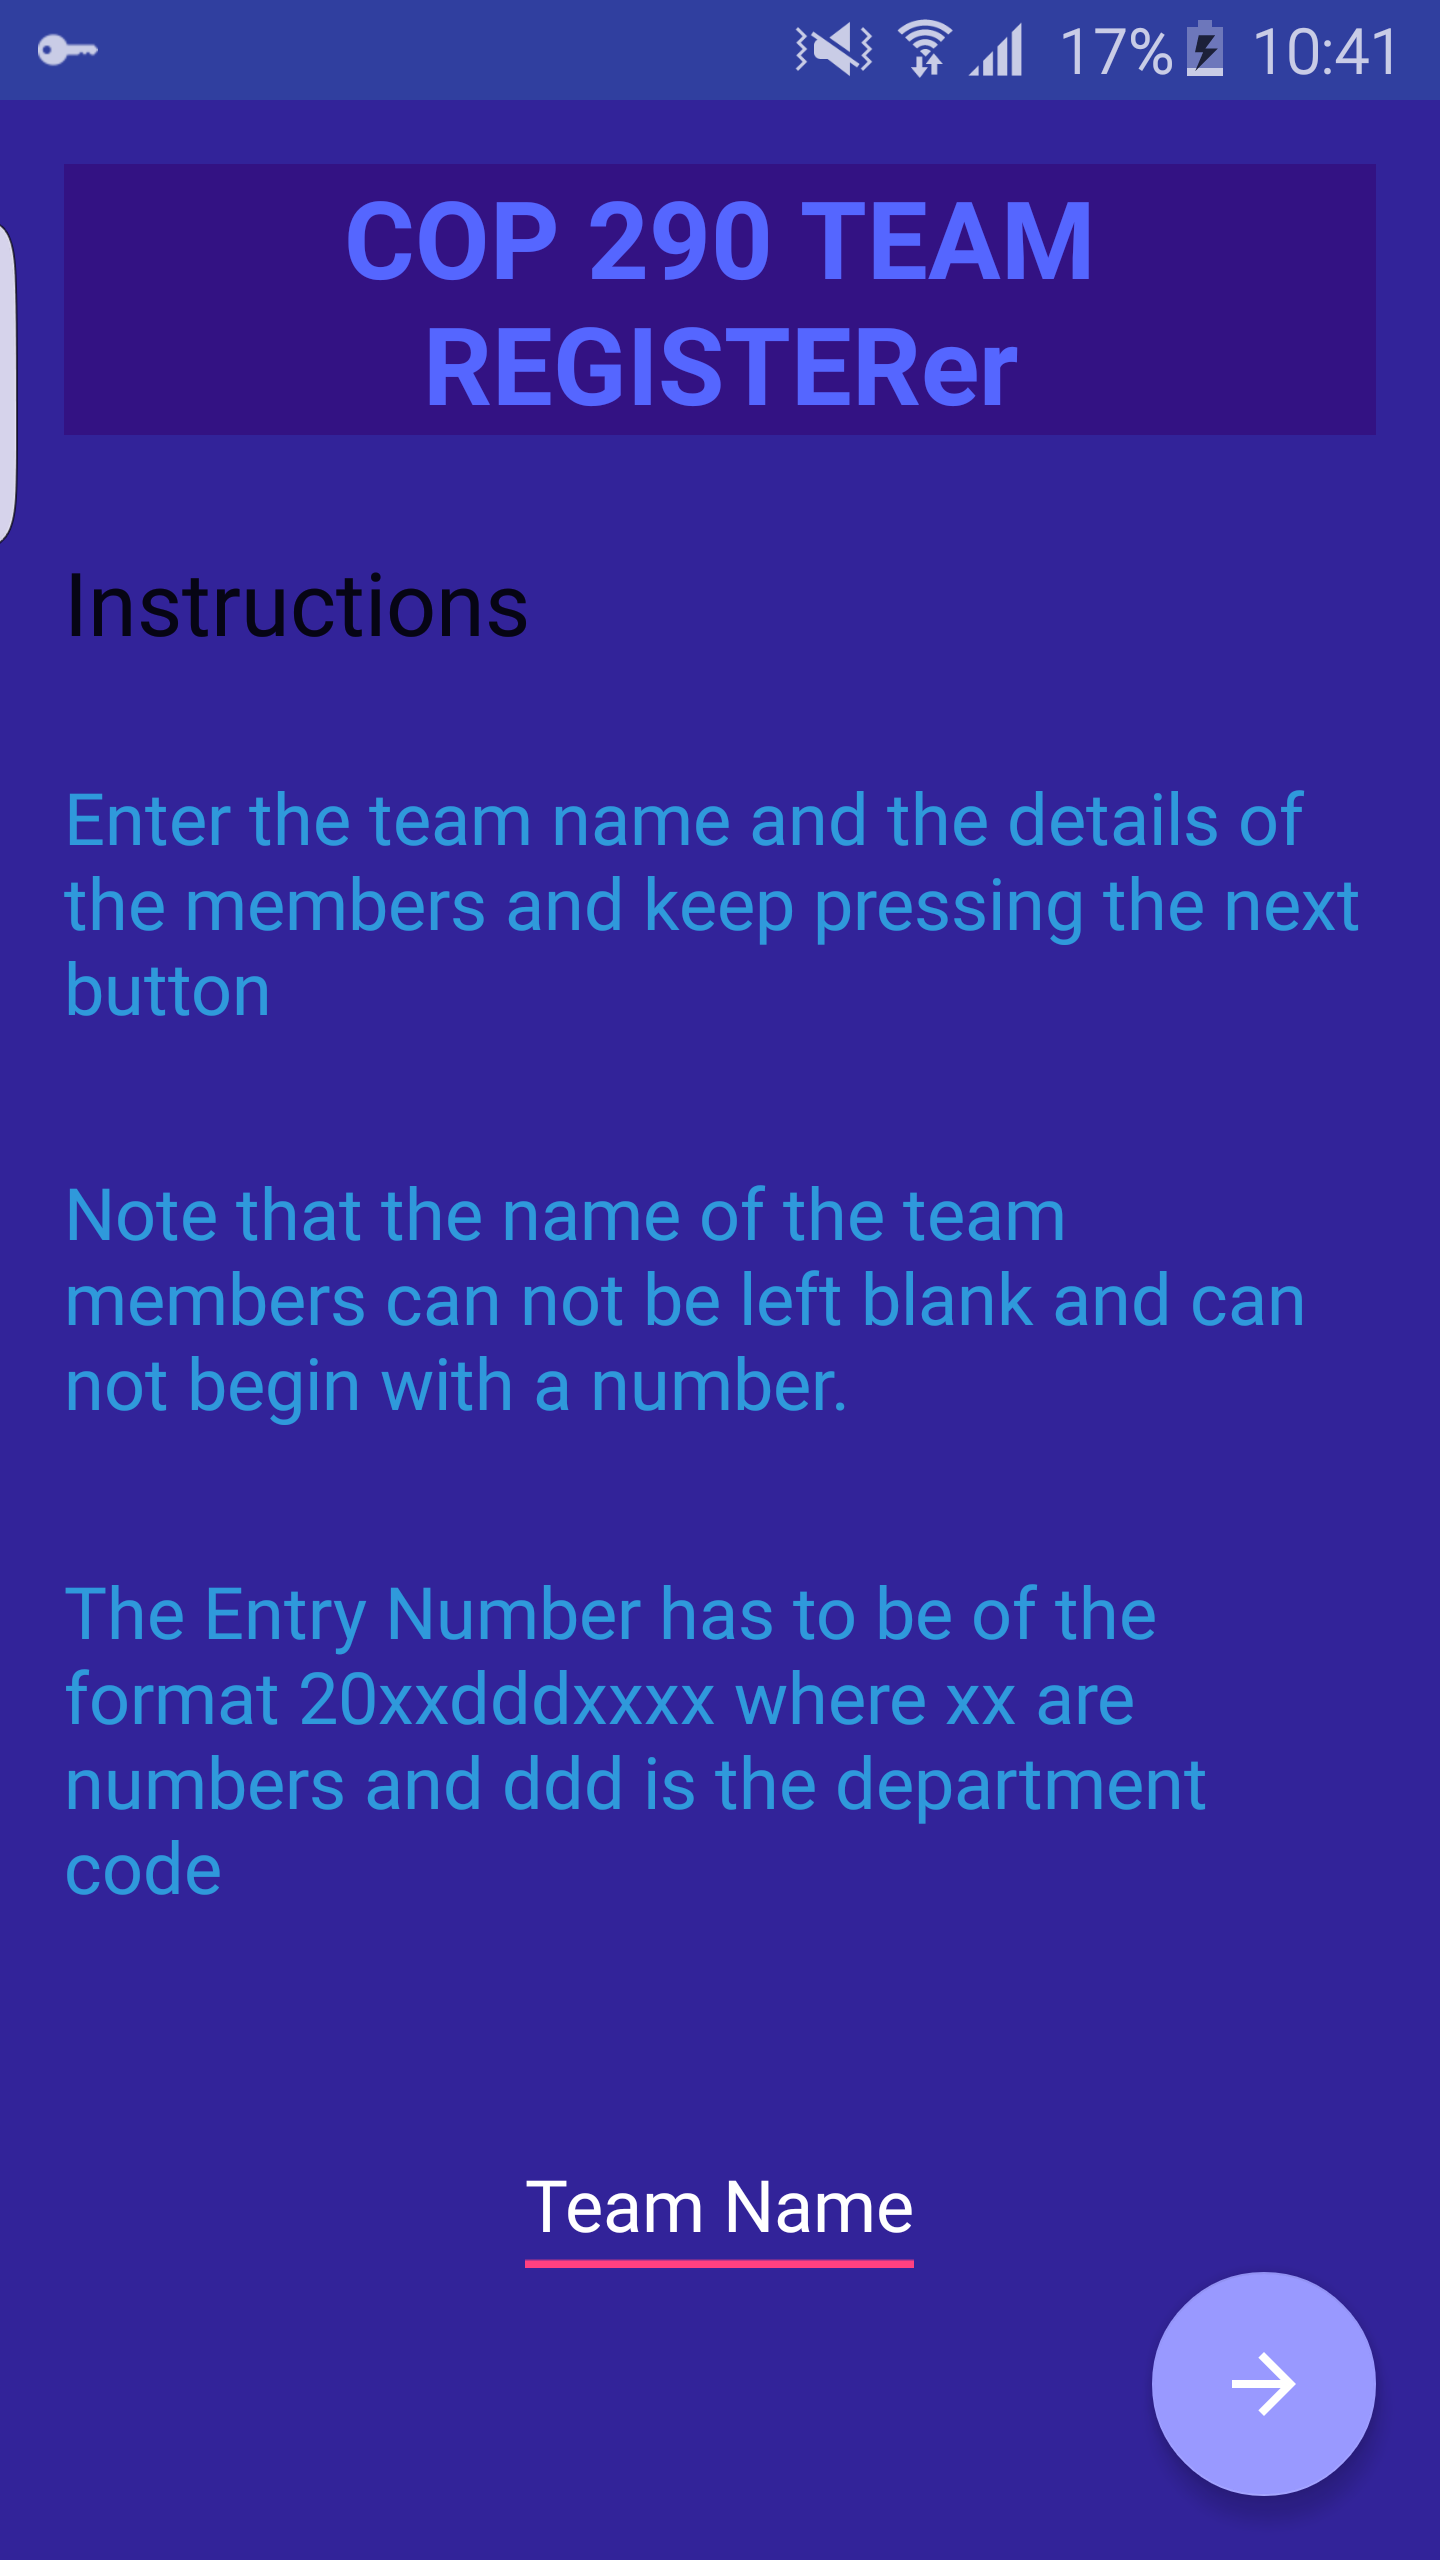 17% 10:41
COP 290 TEAM
REGISTERer
Instructions
Enter the team name and the details of
the members and keep pressing the next
button
Note that the name of the team
members can not be left blank and can
not begin with a number.
The Entry Number has to be of the
format 20xxdddxxxx where xx are
numbers and ddd is the department
code
Team Name